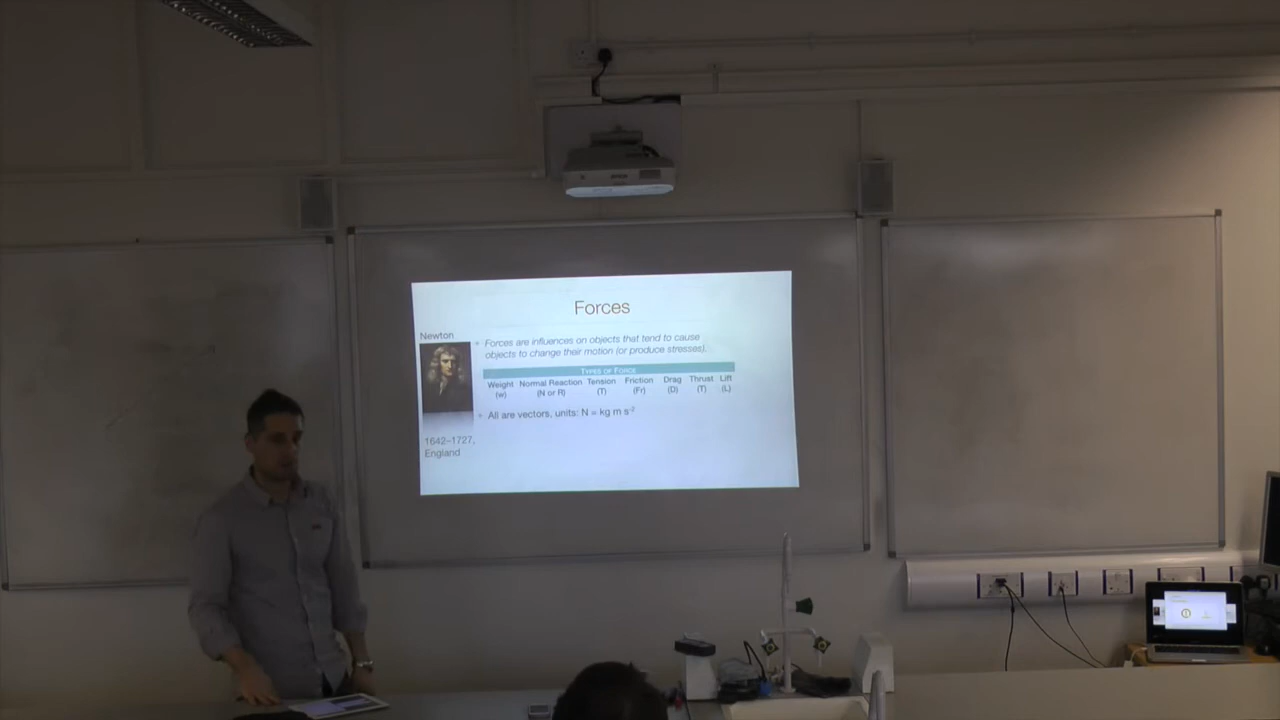 EPSON
Forces
Newton
Forces are influences on objects that tend to cause
objects to change their motion (or produce stresses).
TYPES OF FORCE
Weight Normal Reaction Tension Friction Drag Thrust Lift
(w) (N or R) (T) (Fr) (D) (T) (L)
All are vectors, units: N = kg m s-2
1642–1727,
England